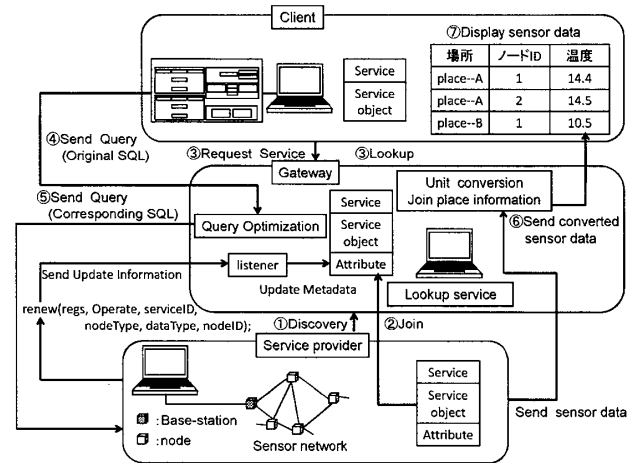 Client
⑦Display sensor data
場所 ノードID 温度
place--A 1 14.4
place--A 2 14.5
place--B 1 10.5
Service
Service
object
④Send Query
(Original SQL)
③Request Service
③Lookup
Gateway
⑤Send Query
(Corresponding SQL)
Query Optimization
Service
Service
object
Attribute
Unit conversion
Join place information
⑥Send converted
sensor data
listener
Send Update Information
Update Metadata
Lookup service
renew(regs, Operate, serviceID,
nodeType, dataType, nodeID);
①Discovery
②Join
Service provider
Service
Service
object
Attribute
Send sensor data
:Base-station
:node
Sensor network